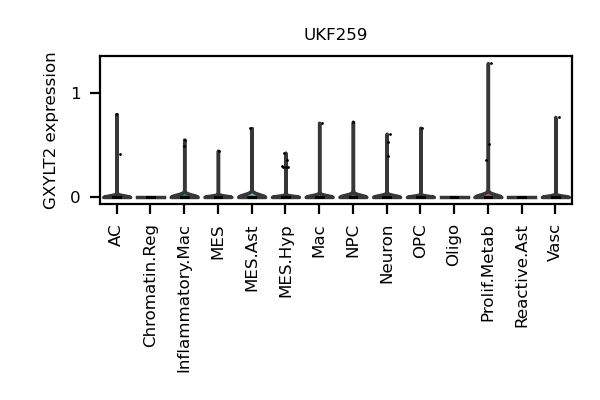 UKF259
GXYLT2 expression
1
0
AC
Chromatin.Reg
Inflammatory.Mac
MES
MES.Ast
MES.Hyp
Mac
NPC
Neuron
OPC
Oligo
Prolif.Metab
Reactive.Ast
Vasc